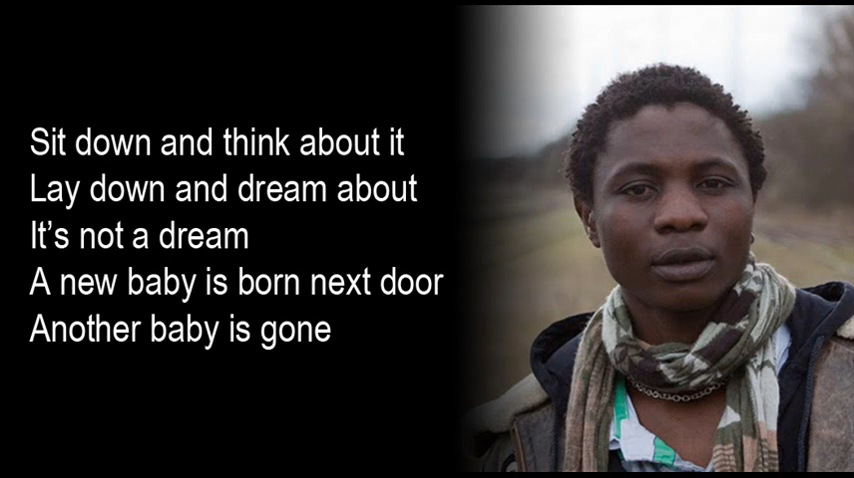 Sit down and think about it
Lay down and dream about
It's not a dream
A new baby is born next door
Another baby is gone